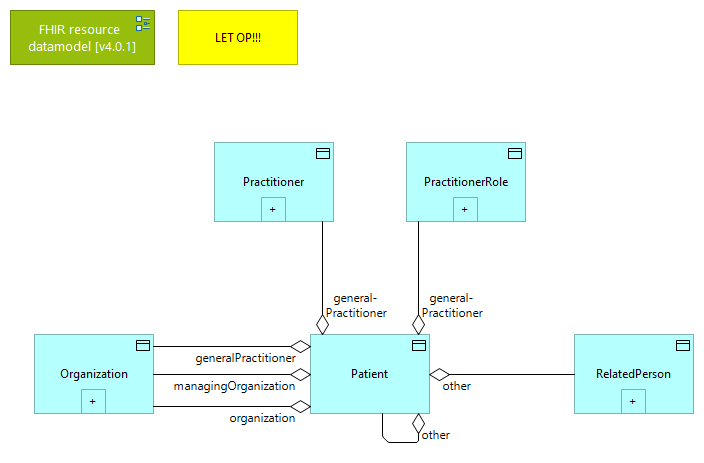 FHIR resource
datamodel [v4.0.1]
LET OP!!!
Practitioner
+
PractitionerRole
+
general-
Practitioner
general-
Practitioner
Organization
+
generalPractitioner
managingOrganization
organization
Patient
other
other
RelatedPerson
+